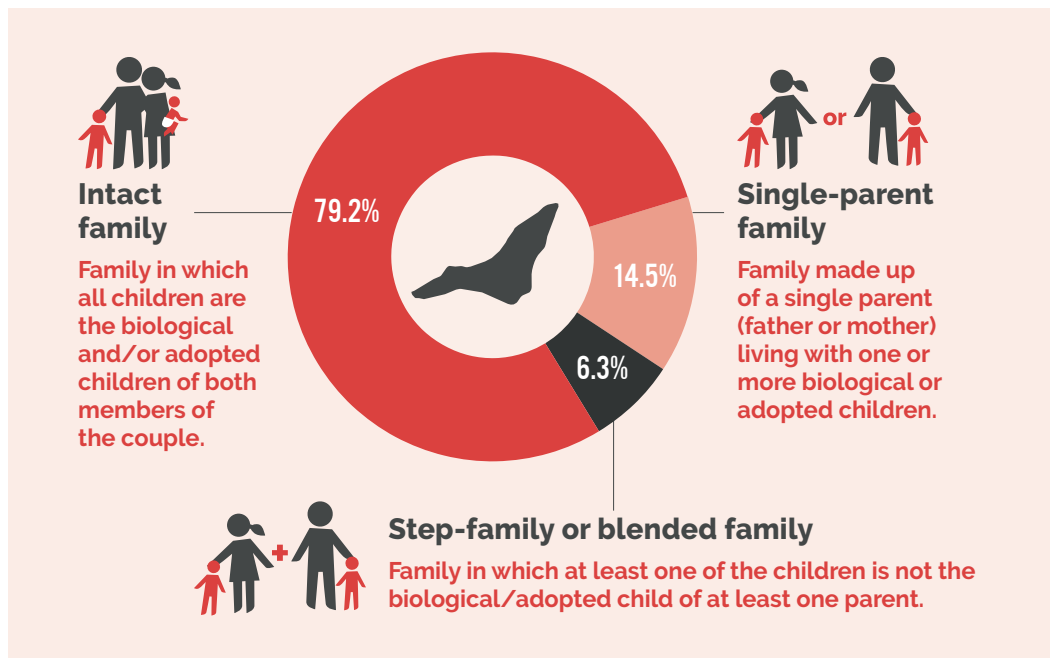 Intact
family
Family in which
all children are
the biological
and/or adopted
children of both
members of
the couple.
79.2%
14.5%
6.3%
or
Single-parent
family
Family made up
of a single parent
(father or mother)
living with one or
more biological or
adopted children.
+
Step-family or blended family
Family in which at least one of the children is not the
biological/adopted child of at least one parent.